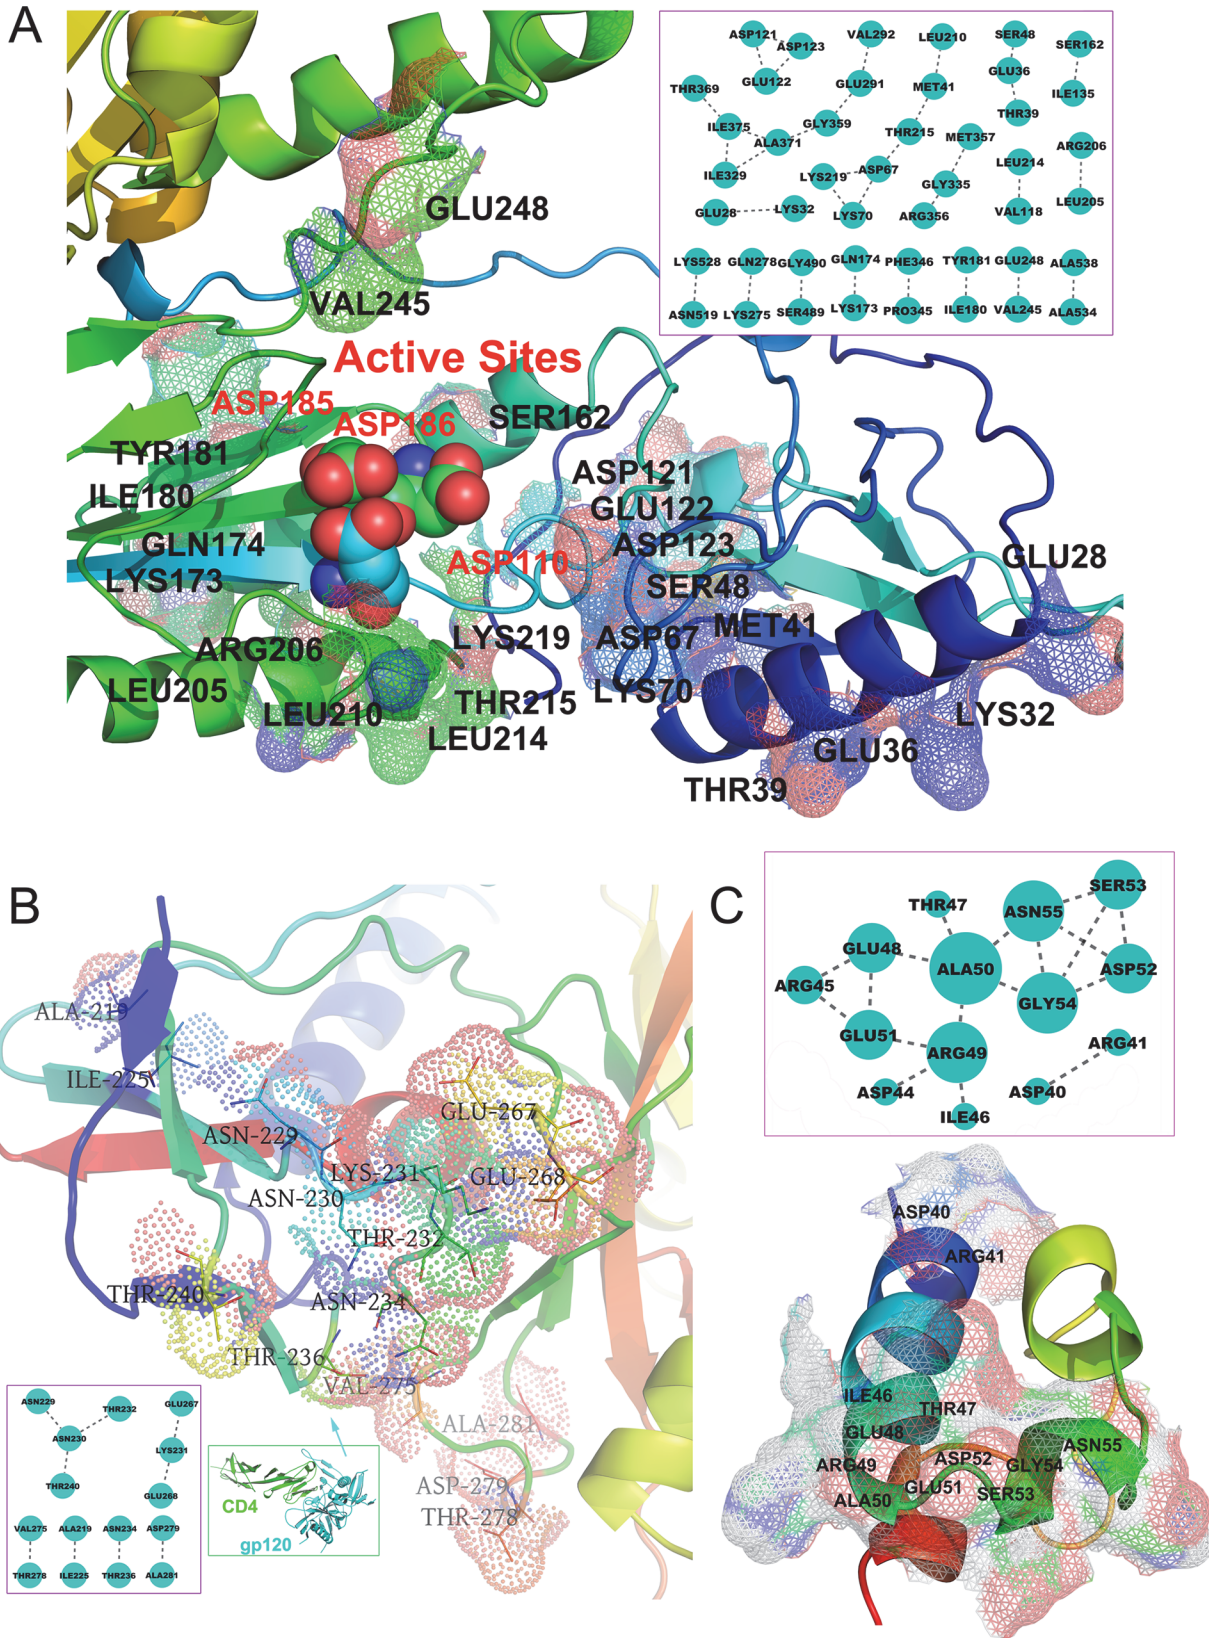 A
ASP121
ASP123
GLU122
VAL292
LEU210
SER48
SER162
THR369
GLU291
MET41
GLU36
ILE135
ILE375
GLY359
THR39
ALA371
THR215
MET357
ARG206
ILE329
LYS219
ASP67
LEU214
GLY335
GLU28
LYS32
LYS70
ARG356
VAL118
LEU205
LYS528 GLN278 GLY490 GLN174 PHE346 TYR181 GLU248 ALA538
ASN519 LYS275 SER489 LYS173 PRO345 ILE180 VAL245 ALA534
GLU248
VAL245
Active Sites
ASP185
ASP186
SER162
TYR181
ILE180
GLN174
LYS173
ASP121
GLU122
ASP123
ASP110
SER48
GLU28
ARG206
LYS219
ASP67
MET41
LEU205
LEU210
THR215
LYS70
LEU214
LYS32
GLU36
THR39
B
ALA-219
ILE-225
ASN-229
GLU-267
LYS-231
GLU-268
ASN-230
THR-232
THR-240
ASN-234
THR-236
VAL-275
ALA-281
ASP-279
THR-278
ASN229
THR232
GLU267
ASN230
LYS231
THR240
GLU268
VAL275 ALA219 ASN234 ASP279
THR278 ILE225 THR236 ALA281
CD4
gp120
C
THR47
SER53
ASN55
GLU48
ALA50
ASP52
ARG45
GLY54
GLU51
ARG49
ARG41
ASP44
ASP40
ILE46
ASP40
ARG41
ILE46
THR47
GLU48
ASN55
ARG49
ASP52
GLY54
GLU51
SER53
ALA50